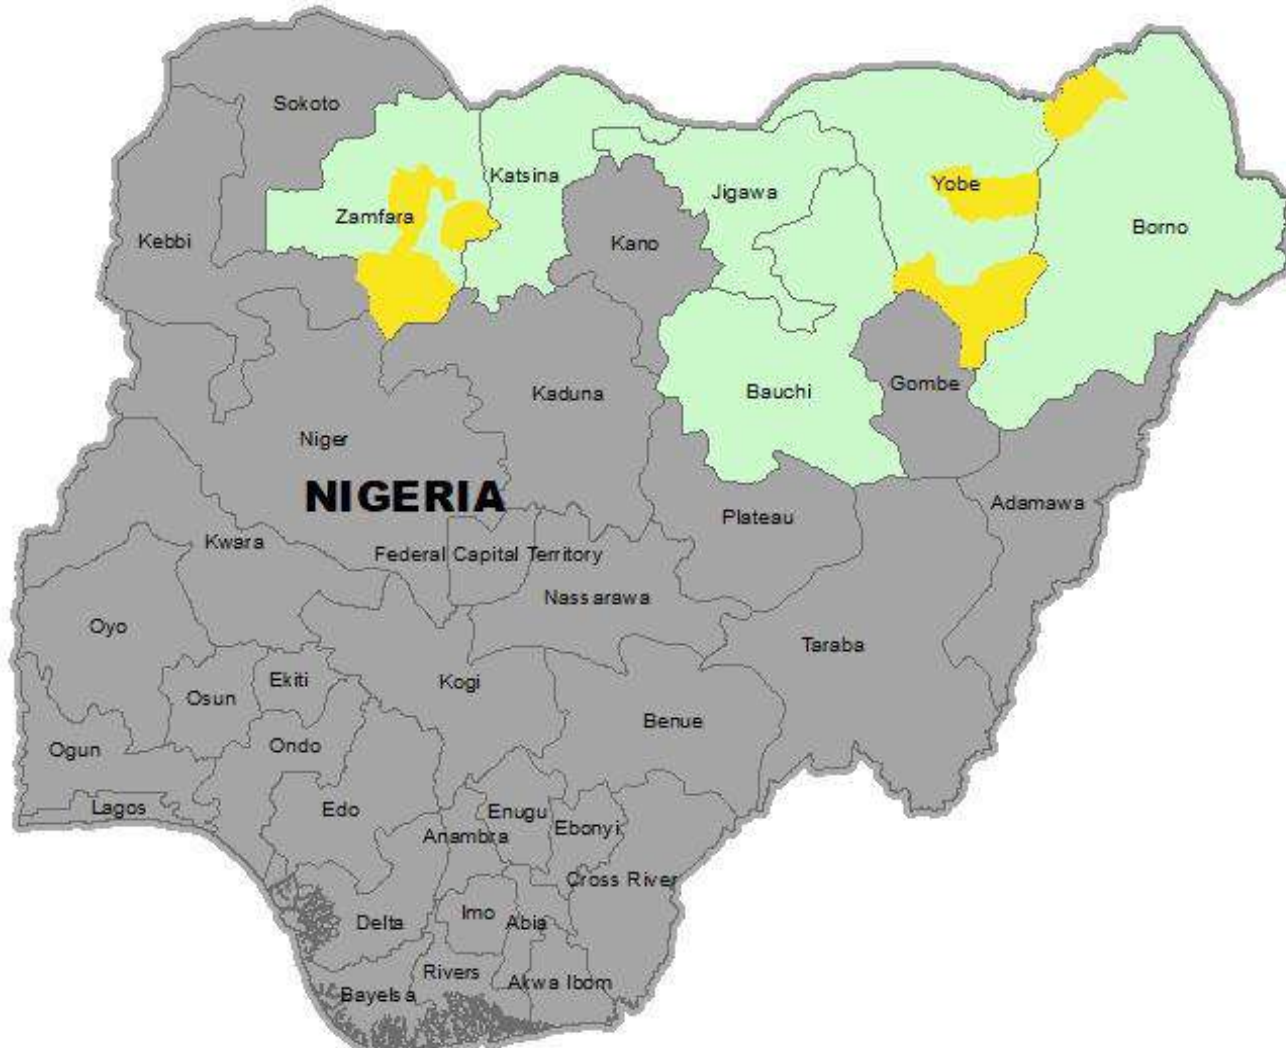 Sokoto
Katsina
Yobe
Jigawa
Zamfara
Borno
Kebbi
Kano
Gombe
Bauchi
Kaduna
Niger
NIGERIA
Adamawa
Plateau
Kwara
Federal Capital Territory
Nassarawa
Oyo
Taraba
Ekiti
Kogi
Osun
Benue
Ondo
Ogun
Lagos
Edo
Enugu
Ebonyi
Anambra
Cross River
Imo
Abia
Delta
Rivers
Akwa Ibom
Bayelsa